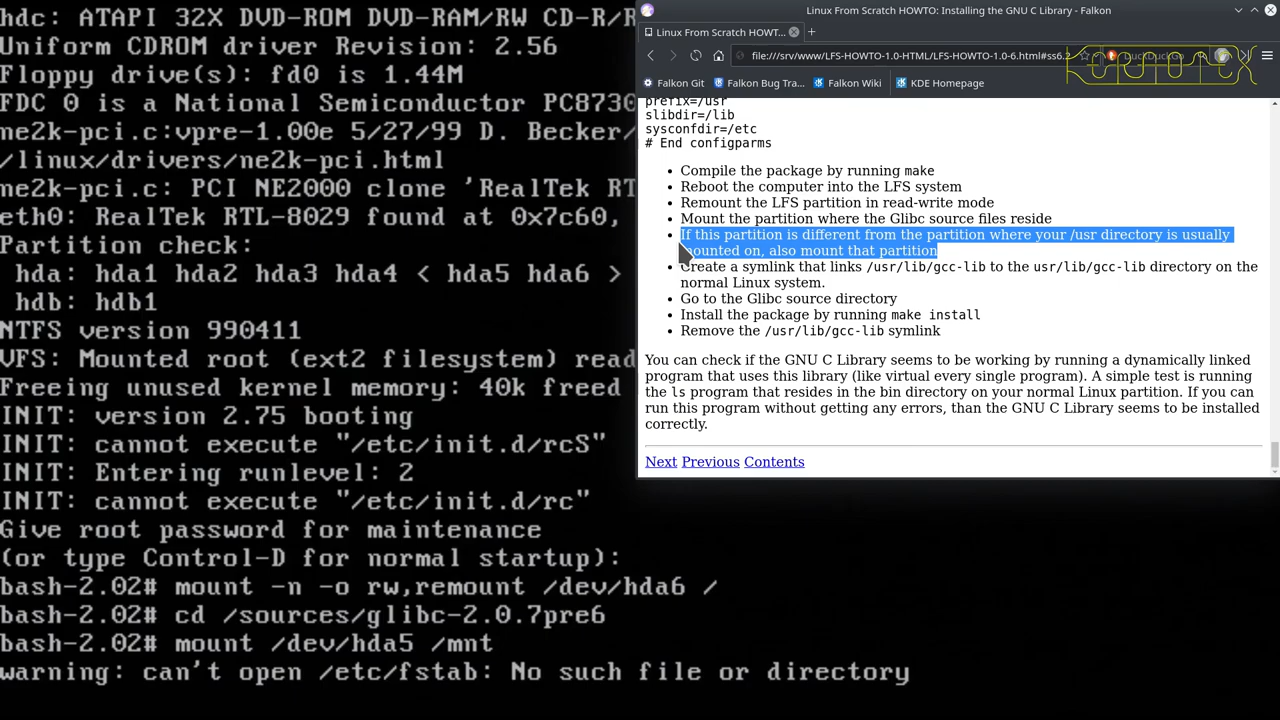 hdc: ATAPI 32X DVD-ROM DVD-RAM/RW CD-R/R
Uniform CDROM driver Revision: 2.56
Floppy drive(s): fd0 is 1.44M
FDC 0 is a National Semiconductor PC8730
ne2k-pci.c:vpre-1.00e 5/27/99 D. Becker/
/linux/drivers/ne2k-pci.html
ne2k-pci.c: PCI NE2000 clone 'RealTek RT
eth0: RealTek RTL-8029 found at 0x7c60,
Partition check:
hda: hda1 hda2 hda3 hda4 < hda5 hda6 >
hdb: hdb1
NTFS version 990411
VFS: Mounted root (ext2 filesystem) read
Freeing unused kernel memory: 40k freed
INIT: version 2.75 booting
INIT: cannot execute "/etc/init.d/rcS"
INIT: Entering runlevel: 2
INIT: cannot execute "/etc/init.d/rc"
Give root password for maintenance
(or type Control-D for normal startup):
bash-2.02# mount -n -o rw,remount /dev/hda6 /
bash-2.02# cd /sources/glibc-2.0.7pre6
bash-2.02# mount /dev/hda5 /mnt
warning: can't open /etc/fstab: No such file or directory
Linux From Scratch HOWTO: Installing the GNU C Library - Falkon
Linux From Scratch HOWT...
file:///srv/www/LFS-HOWTO-1.0-HTML/LFS-HOWTO-1.0-6.html#ss6.2
DuckDuckGo
Falkon Git
Falkon Bug Tra...
Falkon Wiki
KDE Homepage
prefix=/usr
slibdir=/lib
sysconfdir=/etc
# End configparms
• Compile the package by running make
• Reboot the computer into the LFS system
• Remount the LFS partition in read-write mode
• Mount the partition where the Glibc source files reside
• If this partition is different from the partition where your /usr directory is usually
mounted on, also mount that partition
• Create a symlink that links /usr/lib/gcc-lib to the usr/lib/gcc-lib directory on the
normal Linux system.
• Go to the Glibc source directory
• Install the package by running make install
• Remove the /usr/lib/gcc-lib symlink
You can check if the GNU C Library seems to be working by running a dynamically linked
program that uses this library (like virtual every single program). A simple test is running
the ls program that resides in the bin directory on your normal Linux partition. If you can
run this program without getting any errors, than the GNU C Library seems to be installed
correctly.
Next Previous Contents